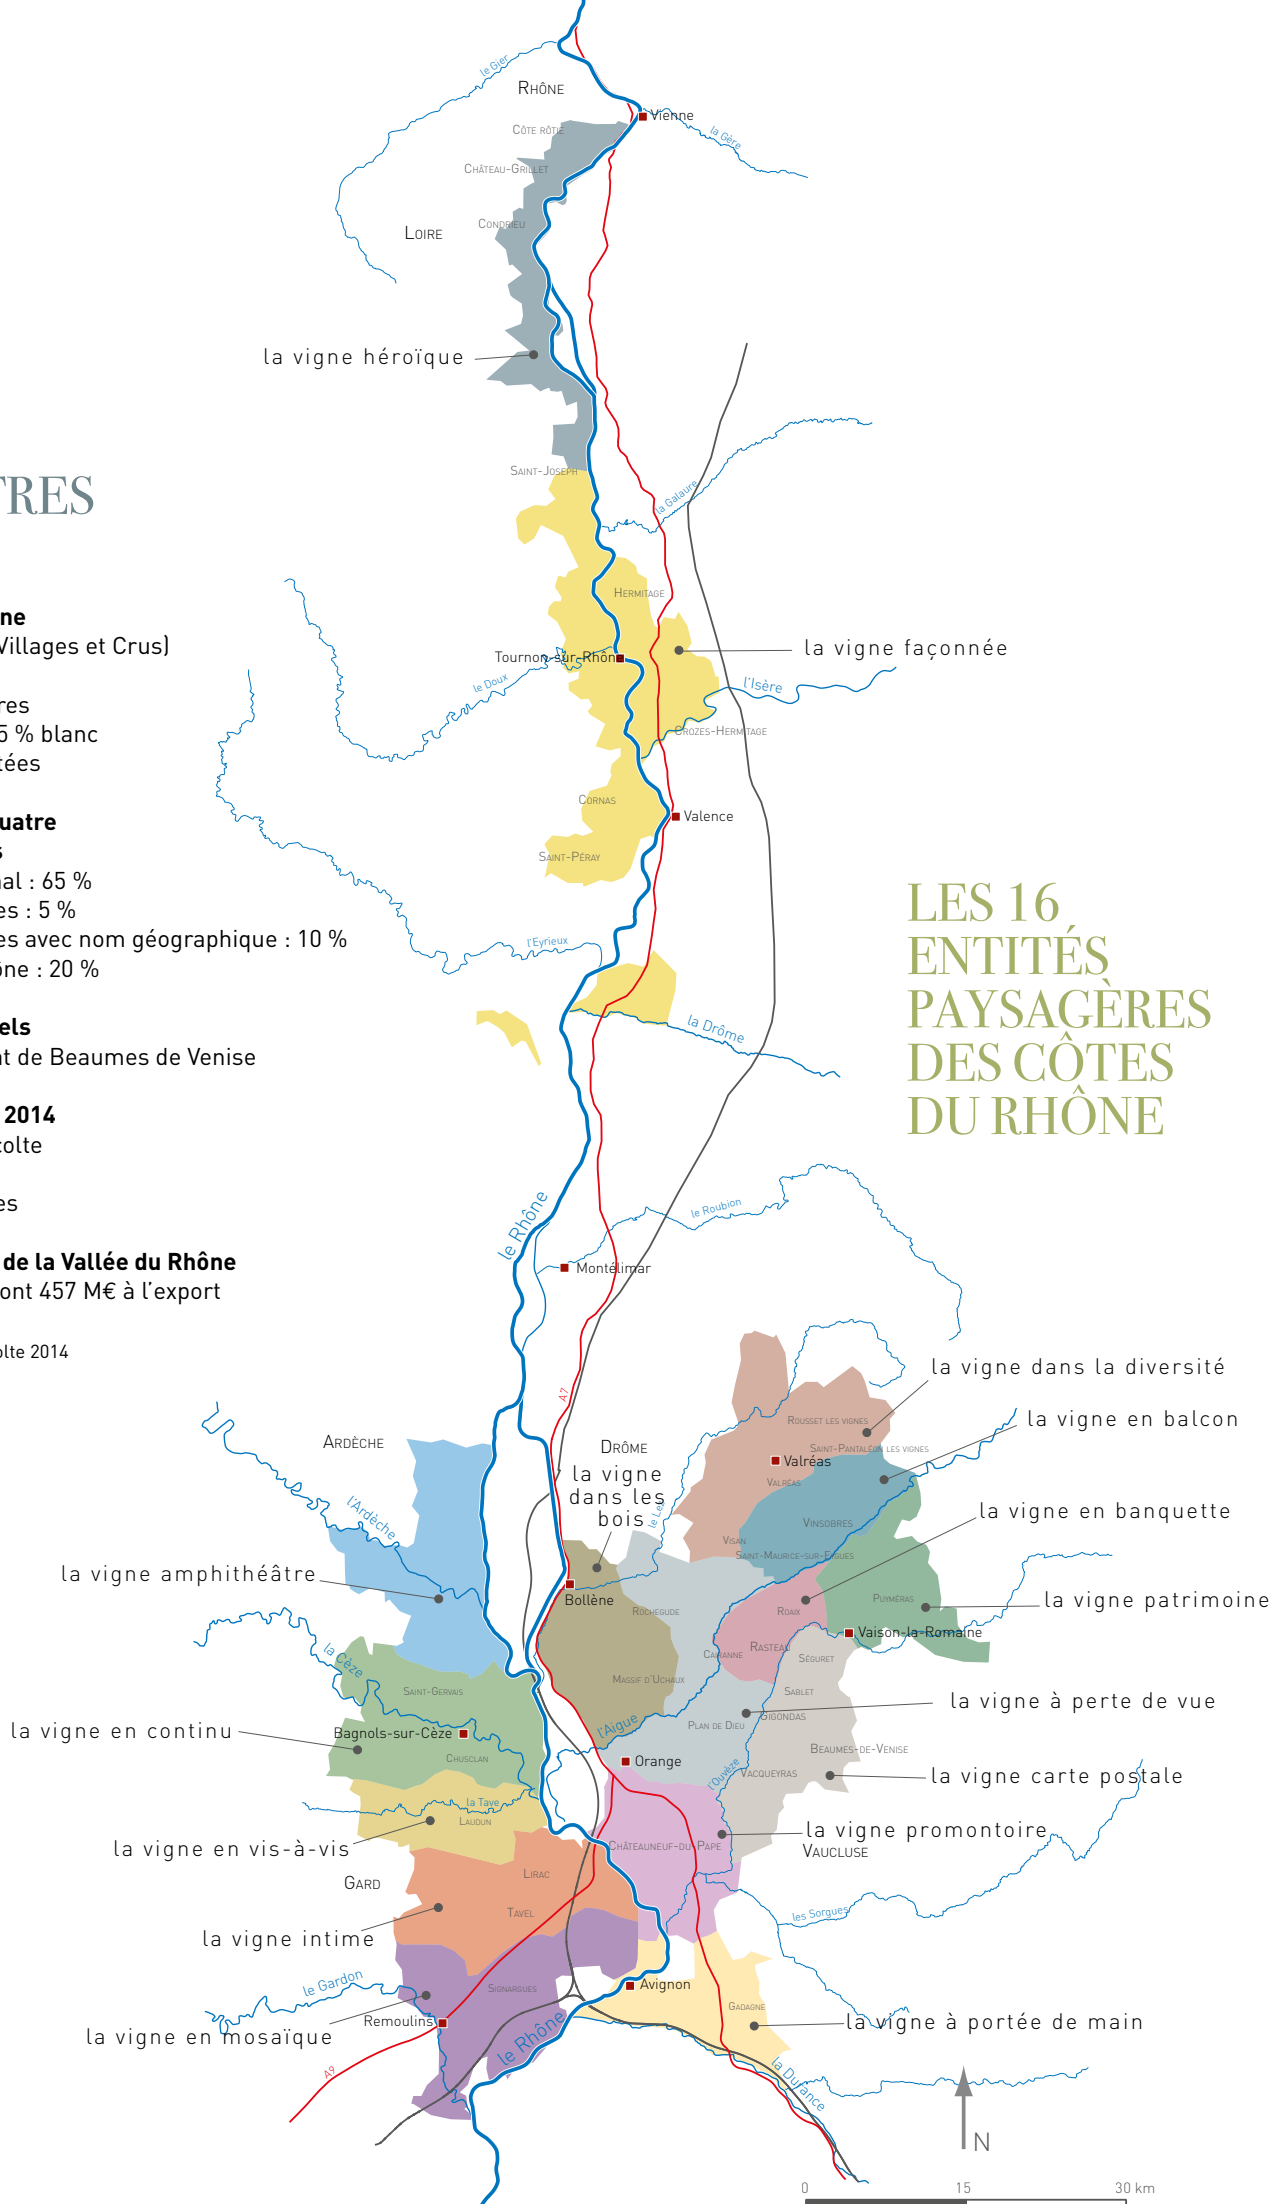 le Gier
RHÔNE
Vienne
CÔTE RÔTIE
la Gère
CHÂTEAU-GRILLET
CONDRIEU
LOIRE
la vigne héroïque
SAINT-JOSEPH
TRES
la Galaure
HERMITAGE
ne
Villages et Crus)
Tournon-sur-Rhône
la vigne façonnée
le Doux
l'Isère
res
5 % blanc
CROZES-HERMITAGE
tées
CORNAS
Valence
uatre
s
SAINT-PÉRAY
nal : 65 %
es : 5 %
es avec nom géographique : 10 %
ône : 20 %
LES 16
ENTITÉS
PAYSAGÈRES
DES CÔTES
DU RHÔNE
l'Eyrieux
els
la Drôme
nt de Beaumes de Venise
2014
colte
es
le Rhône
le Roubion
de la Vallée du Rhône
Montélimar
ont 457 M€ à l'export
olte 2014
la vigne dans la diversité
A7
ROUSSET LES VIGNES
la vigne en balcon
ARDÈCHE
DRÔME
SAINT-PANTALÉON LES VIGNES
Valréas
la vigne
dans les
bois
VALRÉAS
l'Ardèche
le Lez
la vigne en banquette
VINSOBRES
VISAN
SAINT-MAURICE-SUR-EYGUES
la vigne amphithéâtre
Bollène
PUYMÉRAS
la vigne patrimoine
ROCHEGUDE
ROAIX
Vaison-la-Romaine
la Cèze
CAIRANNE
RASTEAU
SÉGURET
MASSIF D'UCHAUX
SAINT-GERVAIS
SABLET
la vigne à perte de vue
GIGONDAS
la vigne en continu
Bagnols-sur-Cèze
l'Aigue
PLAN DE DIEU
BEAUMES-DE-VENISE
CHUSCLAN
Orange
l'Ouvèze
VACQUEYRAS
la vigne carte postale
la Tave
LAUDUN
la vigne promontoire
la vigne en vis-à-vis
CHÂTEAUNEUF-DU-PAPE
VAUCLUSE
GARD
LIRAC
TAVEL
les Sorgues
la vigne intime
le Gardon
SIGNARGUES
Avignon
GADAGNE
Remoulins
la vigne à portée de main
la vigne en mosaïque
le Rhône
A9
la Durance
N
0 15 30 km